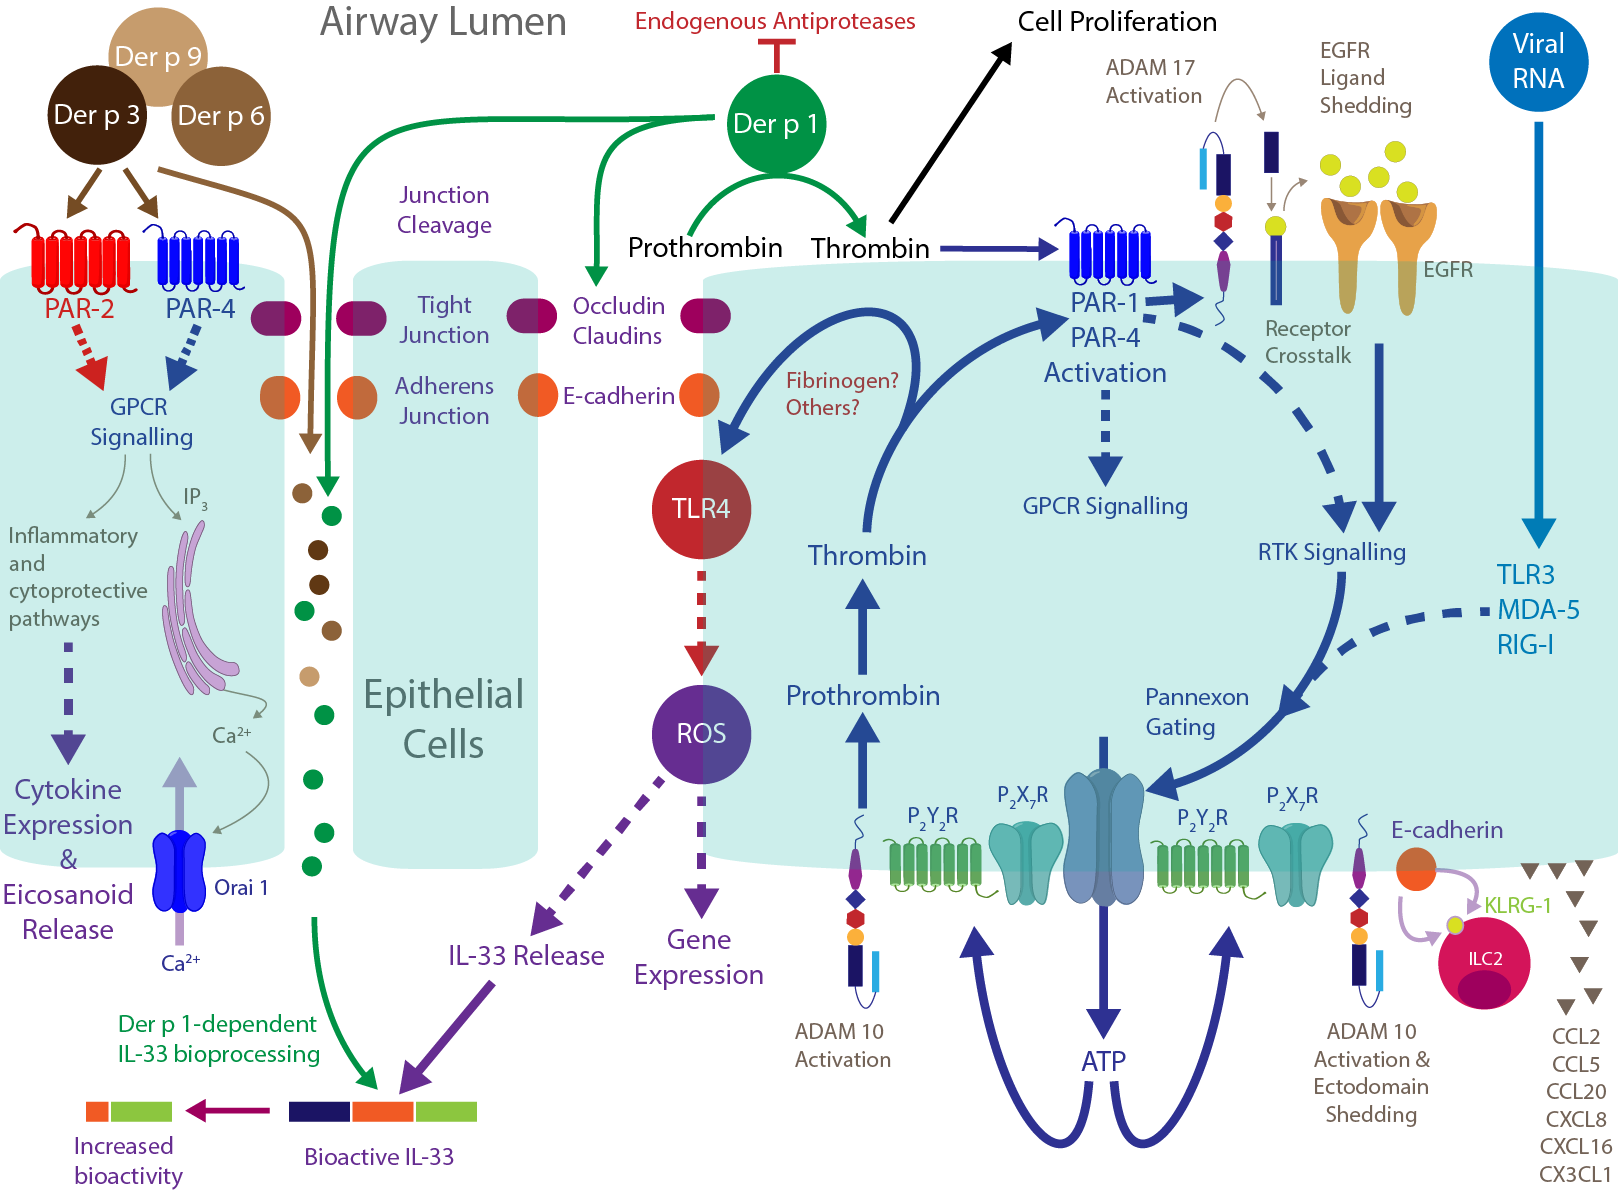 Airway Lumen
Endogenous Antiproteases
Cell Proliferation
Der p 9
Der p 3
Der p 6
Der p 1
ADAM 17
Activation
EGFR
Ligand
Shedding
Viral
RNA
Junction
Cleavage
Prothrombin
Thrombin
EGFR
PAR-2
PAR-4
Tight
Junction
Occludin
Claudins
PAR-1
PAR-4
Activation
Receptor
Crosstalk
Adherens
Junction
E-cadherin
Fibrinogen?
Others?
GPCR
Signalling
IP3
TLR4
GPCR Signalling
Inflammatory
and
cytoprotective
pathways
Thrombin
RTK Signalling
TLR3
MDA-5
RIG-I
Epithelial
Cells
Prothrombin
Pannexon
Gating
Ca2+
ROS
Cytokine
Expression
&
Eicosanoid
Release
P2Y2R
P2X7R
P2Y2R
P2X7R
E-cadherin
Orai 1
Ca2+
KLRG-1
ILC2
IL-33 Release
Gene
Expression
Der p 1-dependent
IL-33 bioprocessing
ADAM 10
Activation
ATP
ADAM 10
Activation &
Ectodomain
Shedding
CCL2
CCL5
CCL20
CXCL8
CXCL16
CX3CL1
Increased
bioactivity
Bioactive IL-33